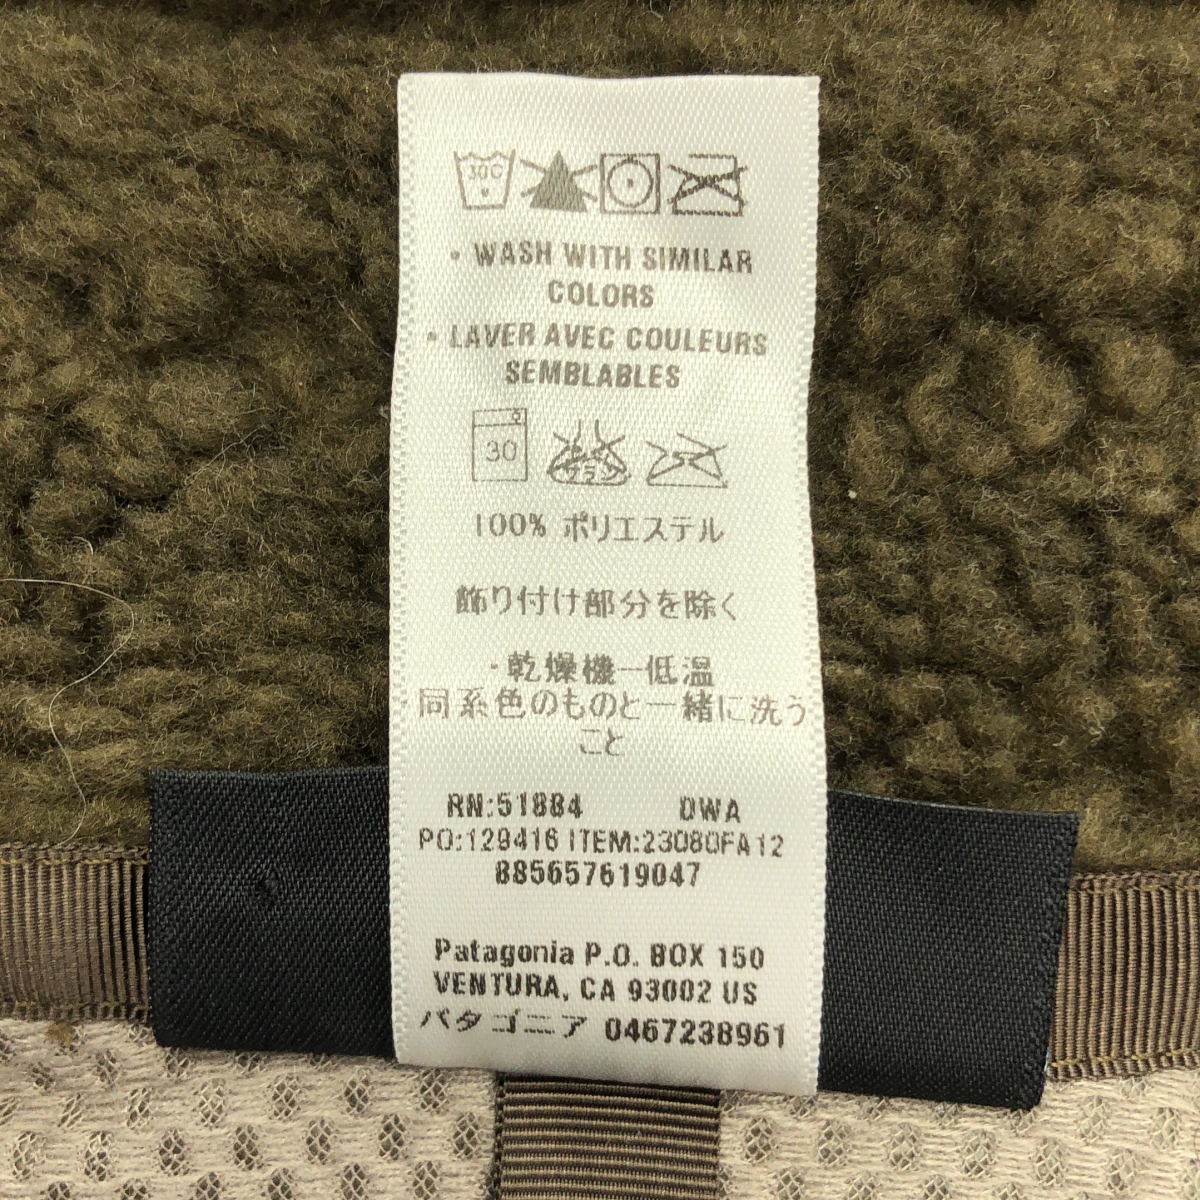 30C
• WASH WITH SIMILAR
COLORS
• LAVER AVEC COULEURS
SEMBLABLES
30
100% ポリエステル
飾り付け部分を除く
・乾燥機一低温
同系色のものと一緒に洗う
こと
RN:51884 DWA
PO:129416 ITEM:23080FA12
885657619047
Patagonia P.O. BOX 150
VENTURA, CA 93002 US
パタゴニア 0467238961